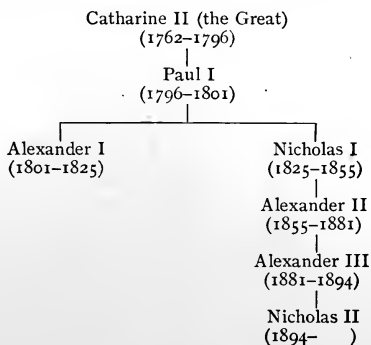 Catharine II (the Great)
(1762–1796)
Paul I
(1796–1801)
Alexander I
(1801–1825)
Nicholas I
(1825–1855)
Alexander II
(1855–1881)
Alexander III
(1881–1894)
Nicholas II
(1894– )